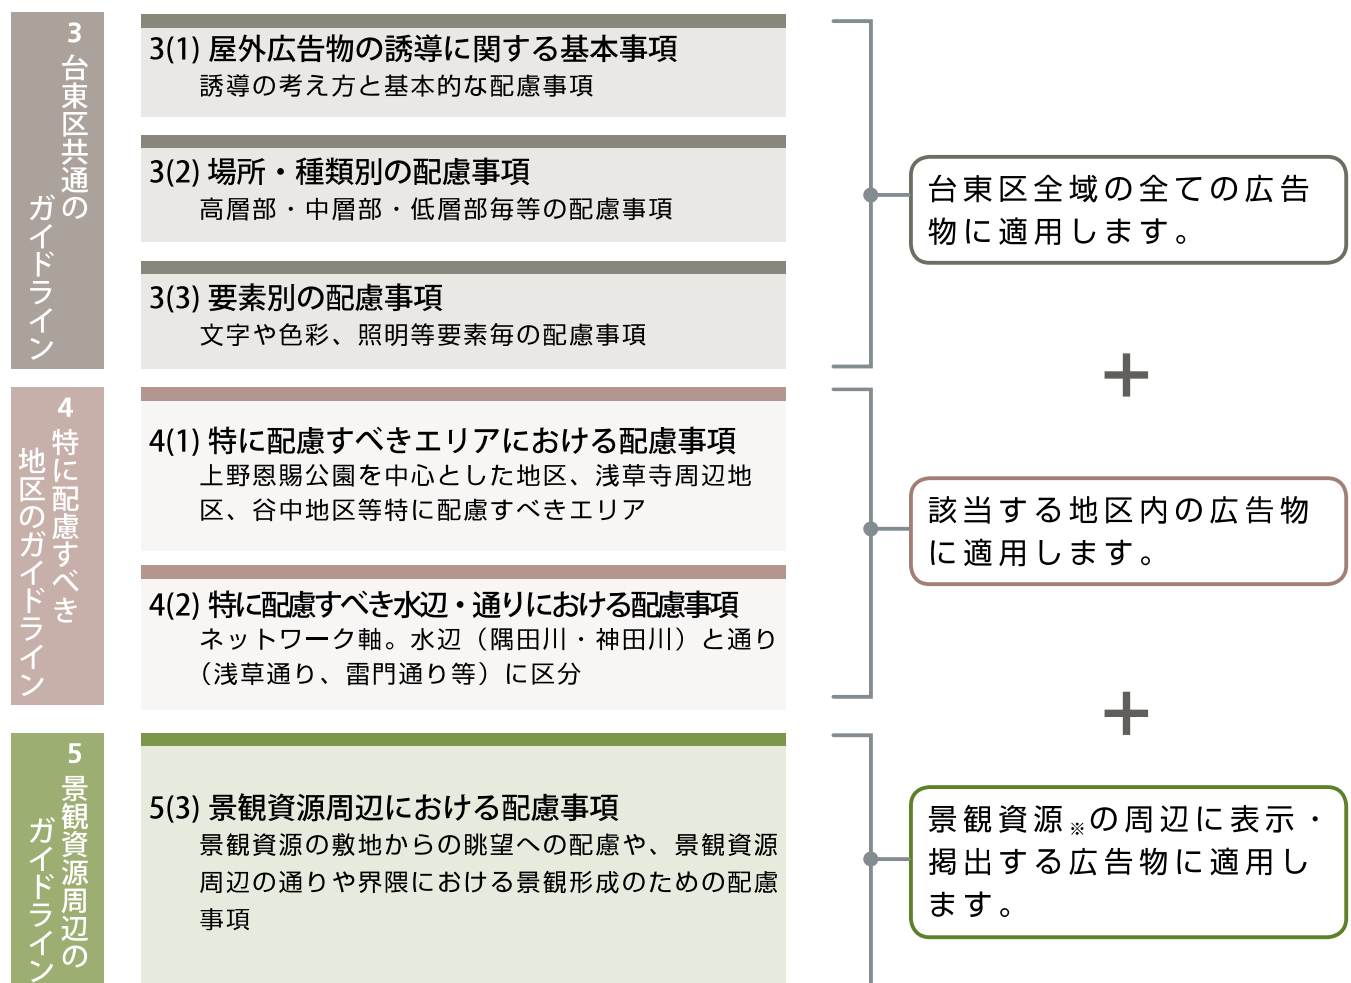 3 台東区共通の
ガイドライン
3(1) 屋外広告物の誘導に関する基本事項
誘導の考え方と基本的な配慮事項
3(2) 場所・種類別の配慮事項
高層部・中層部・低層部毎等の配慮事項
3(3) 要素別の配慮事項
文字や色彩、照明等要素毎の配慮事項
台東区全域の全ての広告
物に適用します。
+
4 特に配慮すべき
地区のガイドライン
4(1) 特に配慮すべきエリアにおける配慮事項
上野恩賜公園を中心とした地区、浅草寺周辺地
区、谷中地区等特に配慮すべきエリア
4(2) 特に配慮すべき水辺・通りにおける配慮事項
ネットワーク軸。水辺（隅田川・神田川）と通り
（浅草通り、雷門通り等）に区分
該当する地区内の広告物
に適用します。
+
5 景観資源周辺の
ガイドライン
5(3) 景観資源周辺における配慮事項
景観資源の敷地からの眺望への配慮や、景観資源
周辺の通りや界隈における景観形成のための配慮
事項
景観資源※の周辺に表示・
掲出する広告物に適用し
ます。